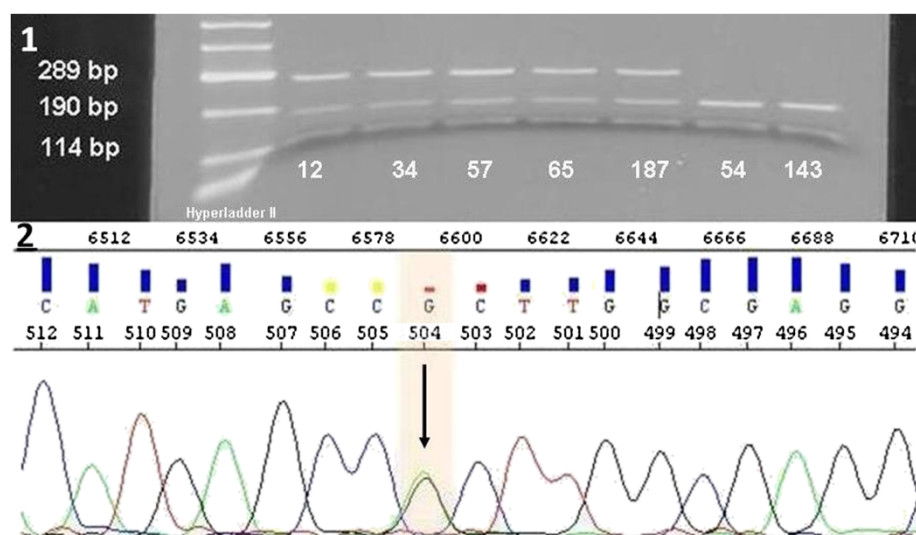 1
289 bp
190 bp
114 bp
12 34 57 65 187 54 143
Hyperladder II
2
6512 6534 6556 6578 6600 6622 6644 6666 6688 6710
C A T G A G C C G C T T G G C G A G G
512 511 510 509 508 507 506 505 504 503 502 501 500 499 498 497 496 495 494